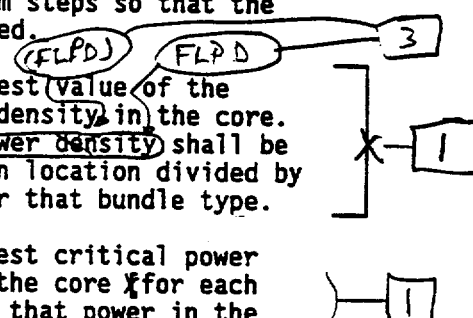 m steps so that the
ed.
(FLPD) FLPD 3
est value of the
density in the core.
wer density shall be
n location divided by
r that bundle type.
1
est critical power
the core for each
that power in the
1